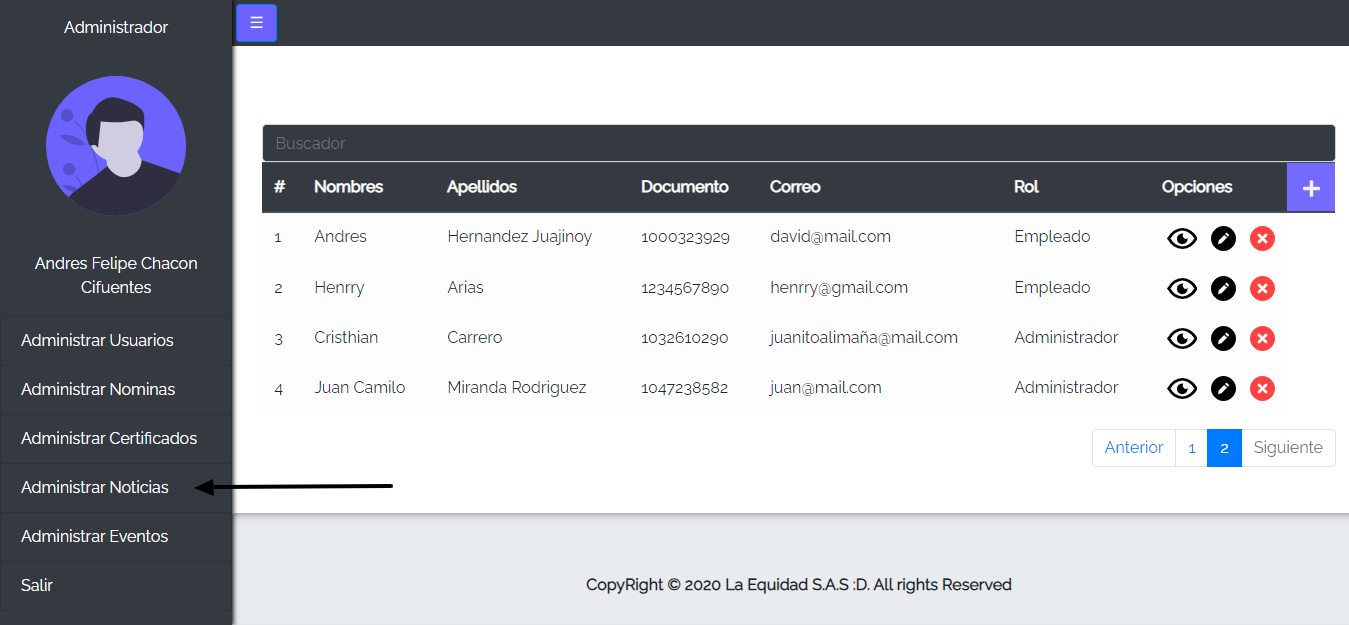 Administrador
☰
Andres Felipe Chacon
Cifuentes
Administrar Usuarios
Administrar Nominas
Administrar Certificados
Administrar Noticias
Administrar Eventos
Salir
Buscador
# Nombres Apellidos Documento Correo Rol Opciones +
1 Andres Hernandez Juajinoy 1000323929 david@mail.com Empleado
2 Henrry Arias 1234567890 henrry@gmail.com Empleado
3 Cristhian Carrero 1032610290 juanitoalimaña@mail.com Administrador
4 Juan Camilo Miranda Rodriguez 1047238582 juan@mail.com Administrador
Anterior 1 2 Siguiente
CopyRight © 2020 La Equidad S.A.S :D. All rights Reserved